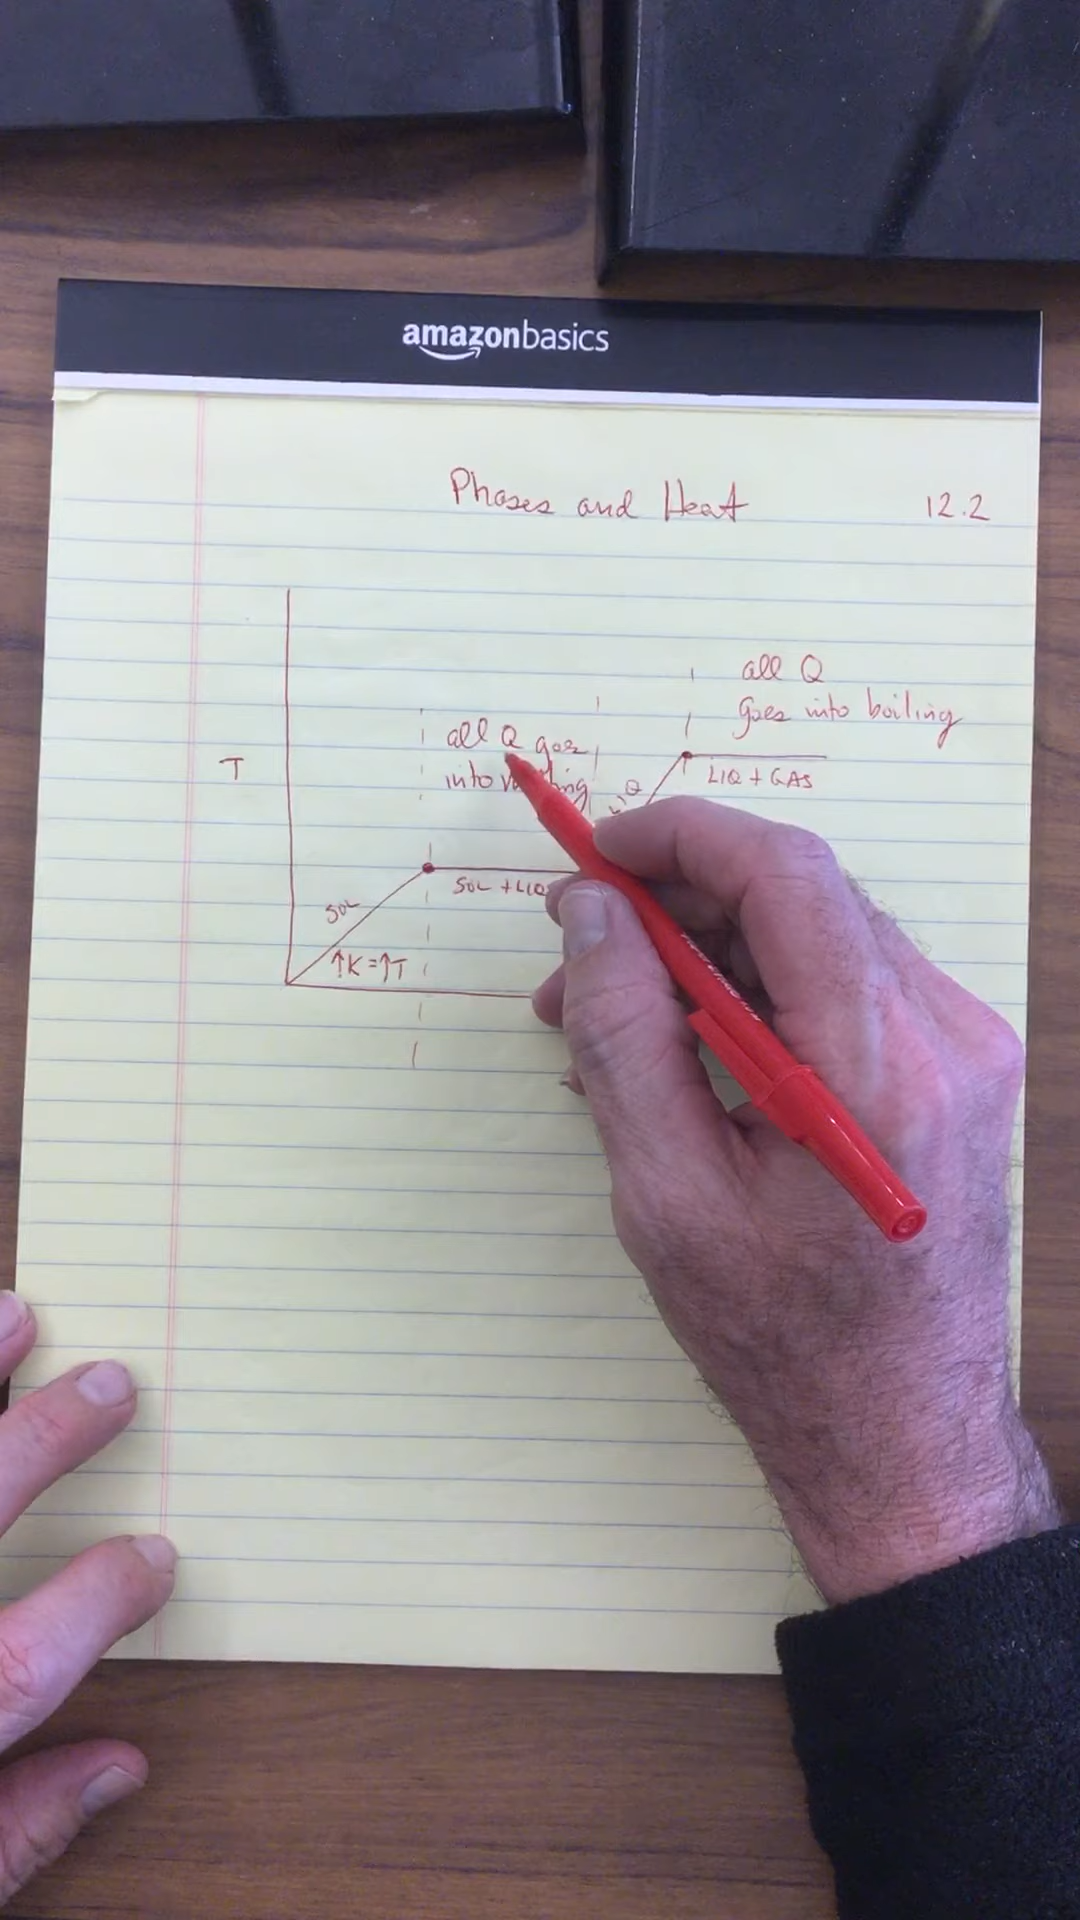 amazonbasics
Phases and Heat 12.2
all Q
goes into boiling
all Q goes
into
T
LIQ + GAS
SOL + LIQ
SOL
↑K=↑T